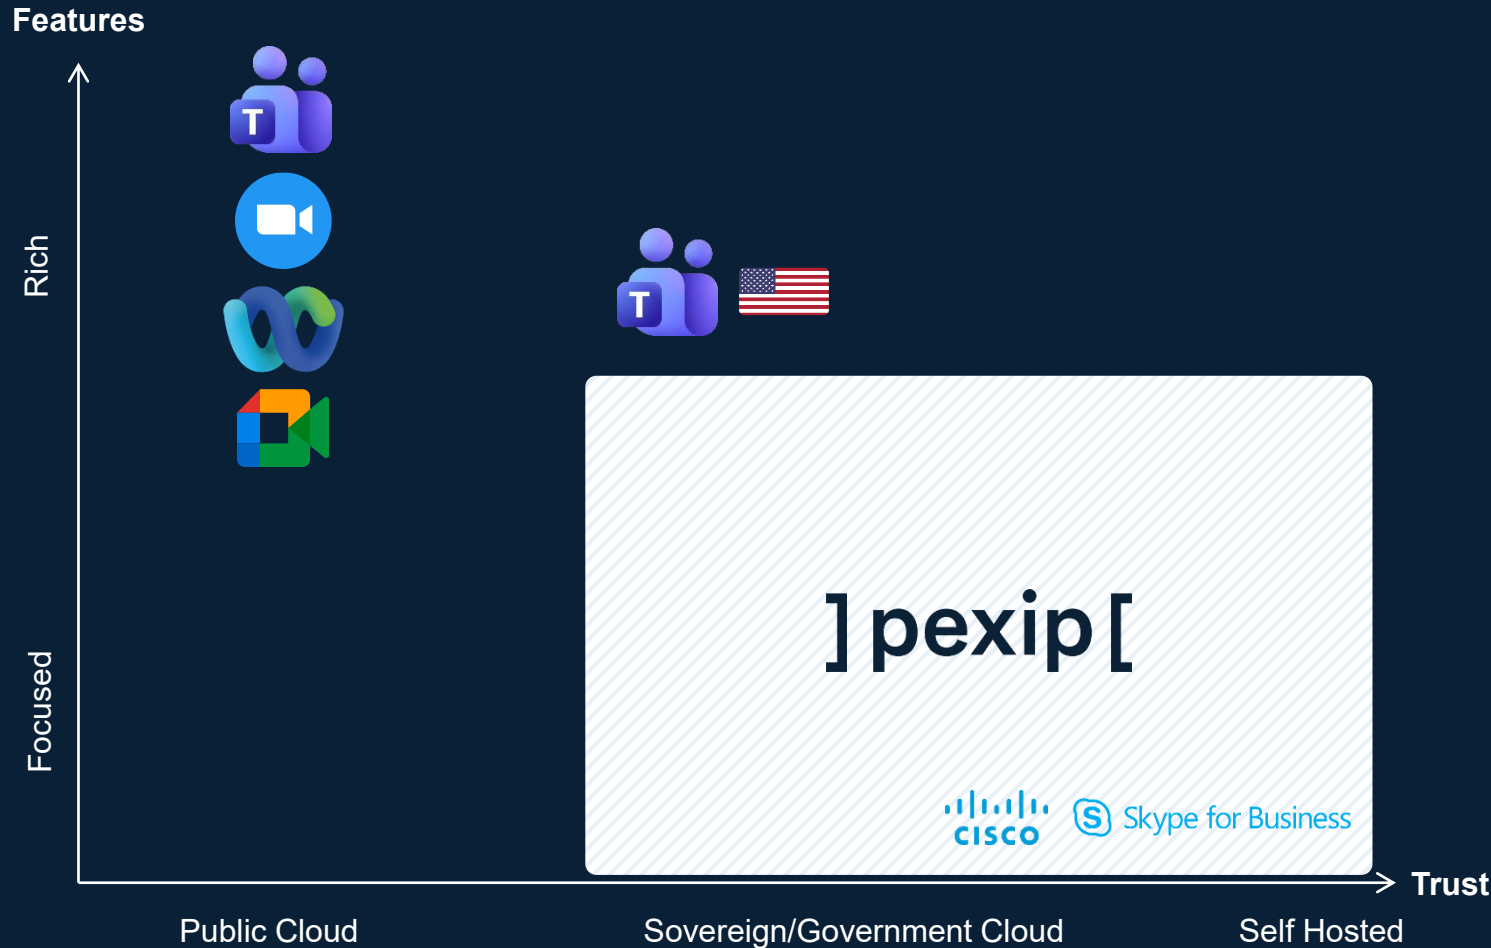 Features
Rich
Focused
T
T
]pexip[
CISCO
S Skype for Business
Trust
Public Cloud
Sovereign/Government Cloud
Self Hosted